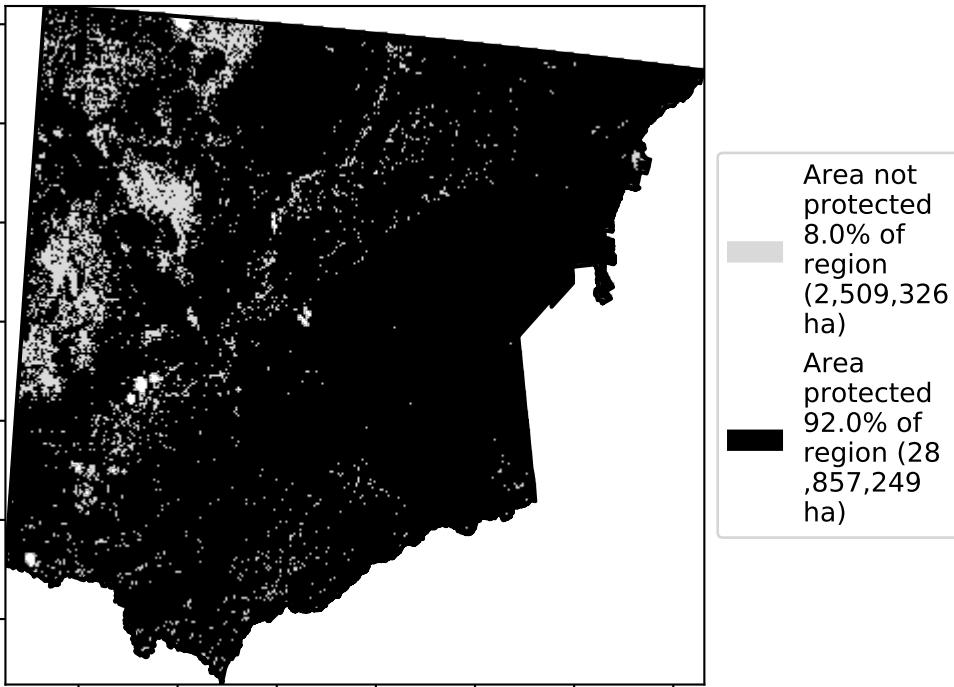 Area not
protected
8.0% of
region
(2,509,326
ha)
Area
protected
92.0% of
region (28
,857,249
ha)